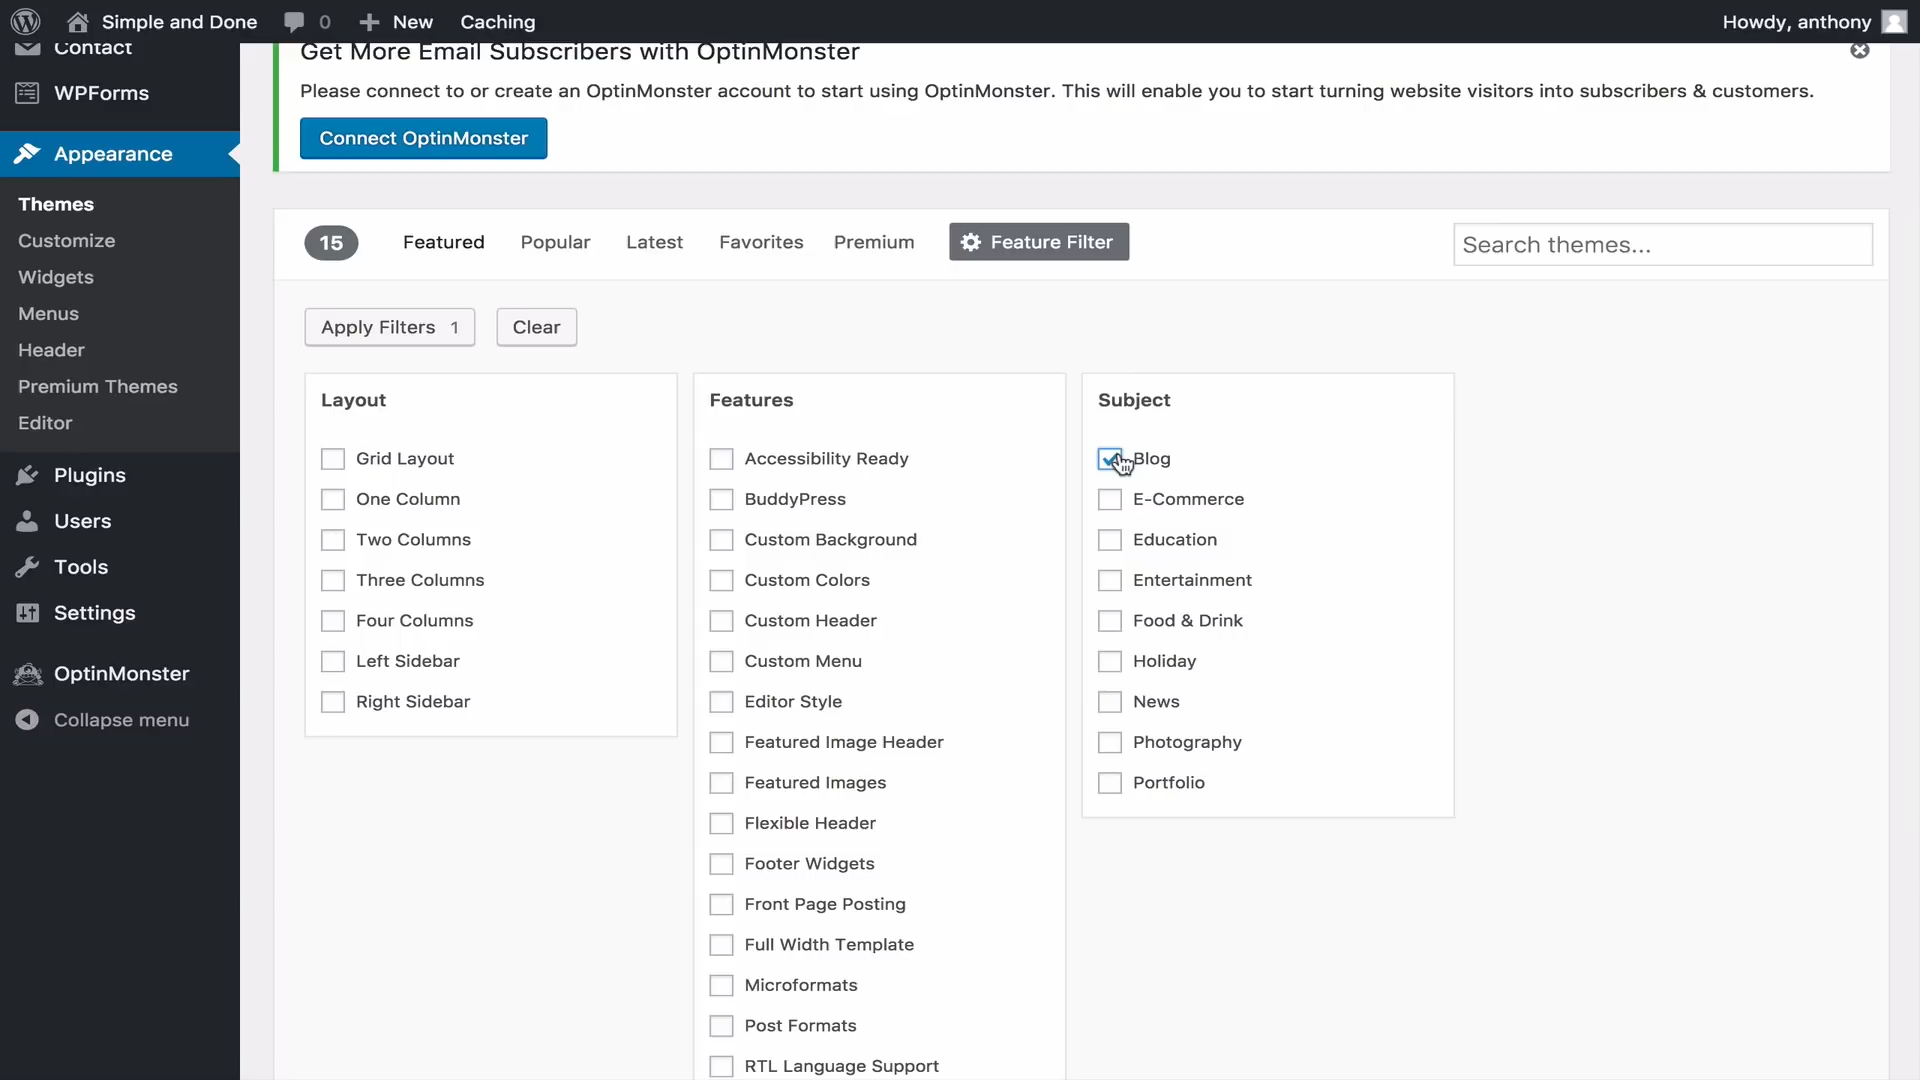 Simple and Done 0 New Caching Howdy, anthony
Contact
WPForms
Appearance
Themes
Customize
Widgets
Menus
Header
Premium Themes
Editor
Plugins
Users
Tools
Settings
OptinMonster
Collapse menu
Get More Email Subscribers with OptinMonster
Please connect to or create an OptinMonster account to start using OptinMonster. This will enable you to start turning website visitors into subscribers & customers.
Connect OptinMonster
15 Featured Popular Latest Favorites Premium Feature Filter Search themes...
Apply Filters 1 Clear
Layout
Grid Layout
One Column
Two Columns
Three Columns
Four Columns
Left Sidebar
Right Sidebar
Features
Accessibility Ready
BuddyPress
Custom Background
Custom Colors
Custom Header
Custom Menu
Editor Style
Featured Image Header
Featured Images
Flexible Header
Footer Widgets
Front Page Posting
Full Width Template
Microformats
Post Formats
RTL Language Support
Subject
Blog
E-Commerce
Education
Entertainment
Food & Drink
Holiday
News
Photography
Portfolio